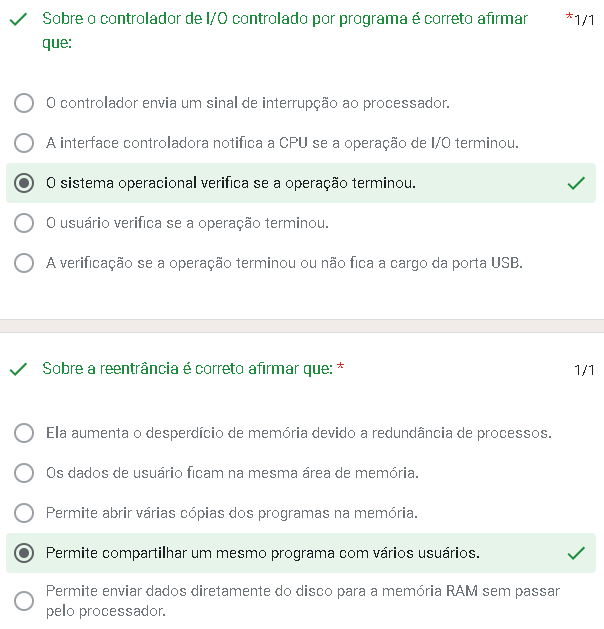 Sobre o controlador de I/O controlado por programa é correto afirmar *1/1
que:
O controlador envia um sinal de interrupção ao processador.
A interface controladora notifica a CPU se a operação de I/O terminou.
O sistema operacional verifica se a operação terminou.
O usuário verifica se a operação terminou.
A verificação se a operação terminou ou não fica a cargo da porta USB.
Sobre a reentrância é correto afirmar que: * 1/1
Ela aumenta o desperdício de memória devido a redundância de processos.
Os dados de usuário ficam na mesma área de memória.
Permite abrir várias cópias dos programas na memória.
Permite compartilhar um mesmo programa com vários usuários.
Permite enviar dados diretamente do disco para a memória RAM sem passar
pelo processador.